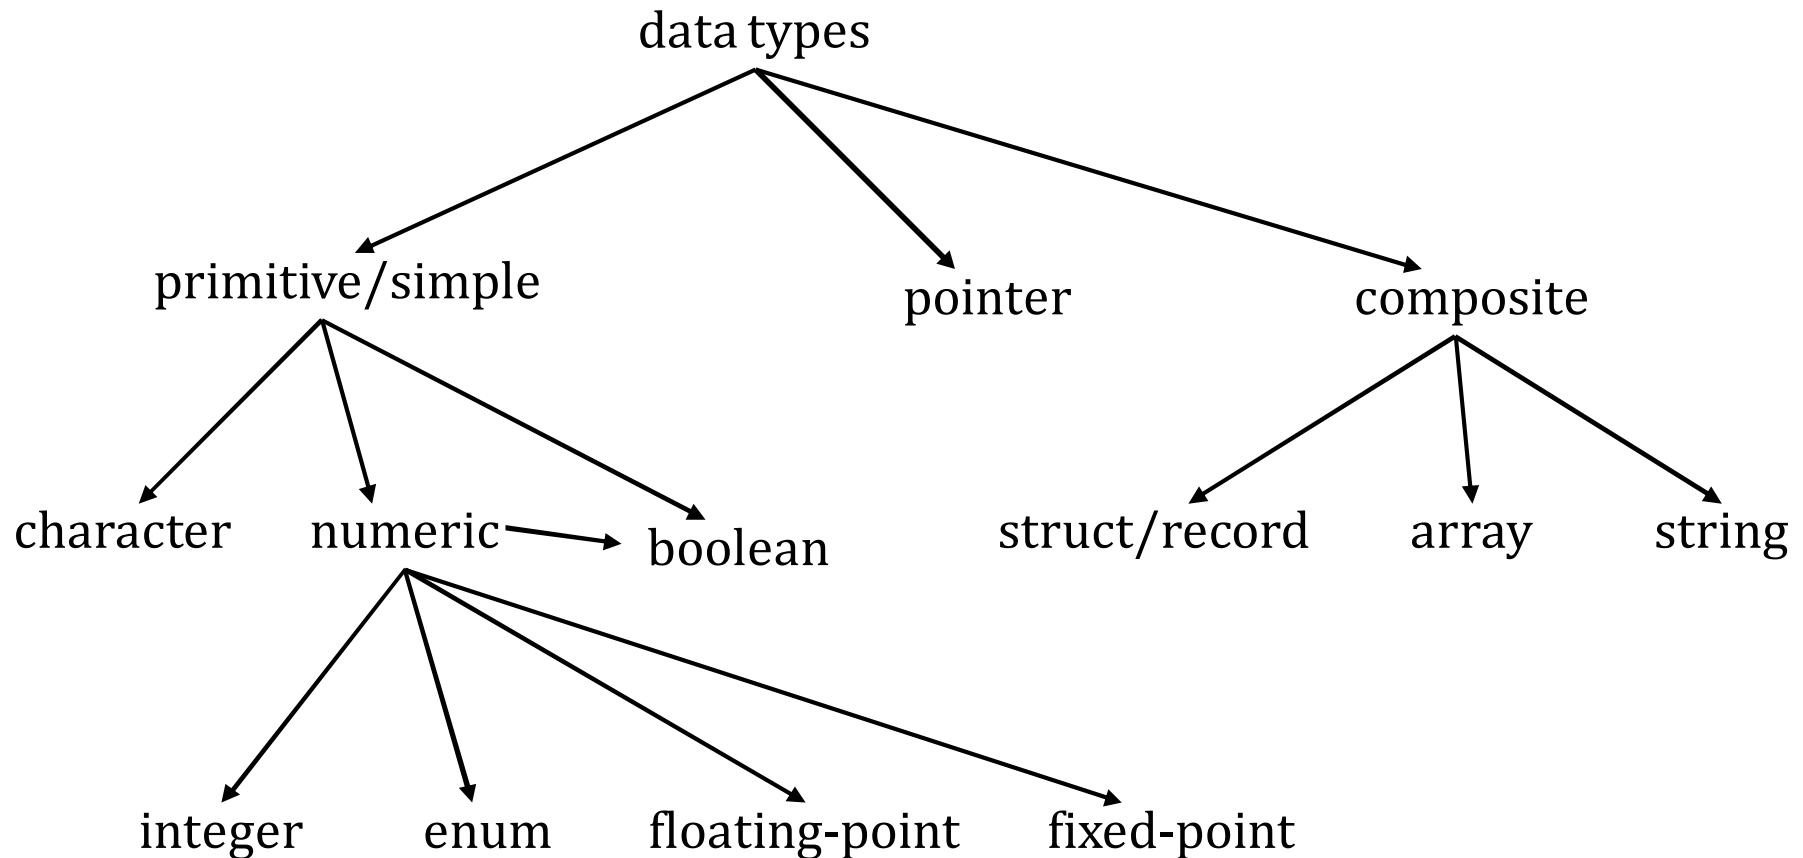 data types
primitive/simple
pointer
composite
character
numeric
boolean
struct/record
array
string
integer
enum
floating-point
fixed-point